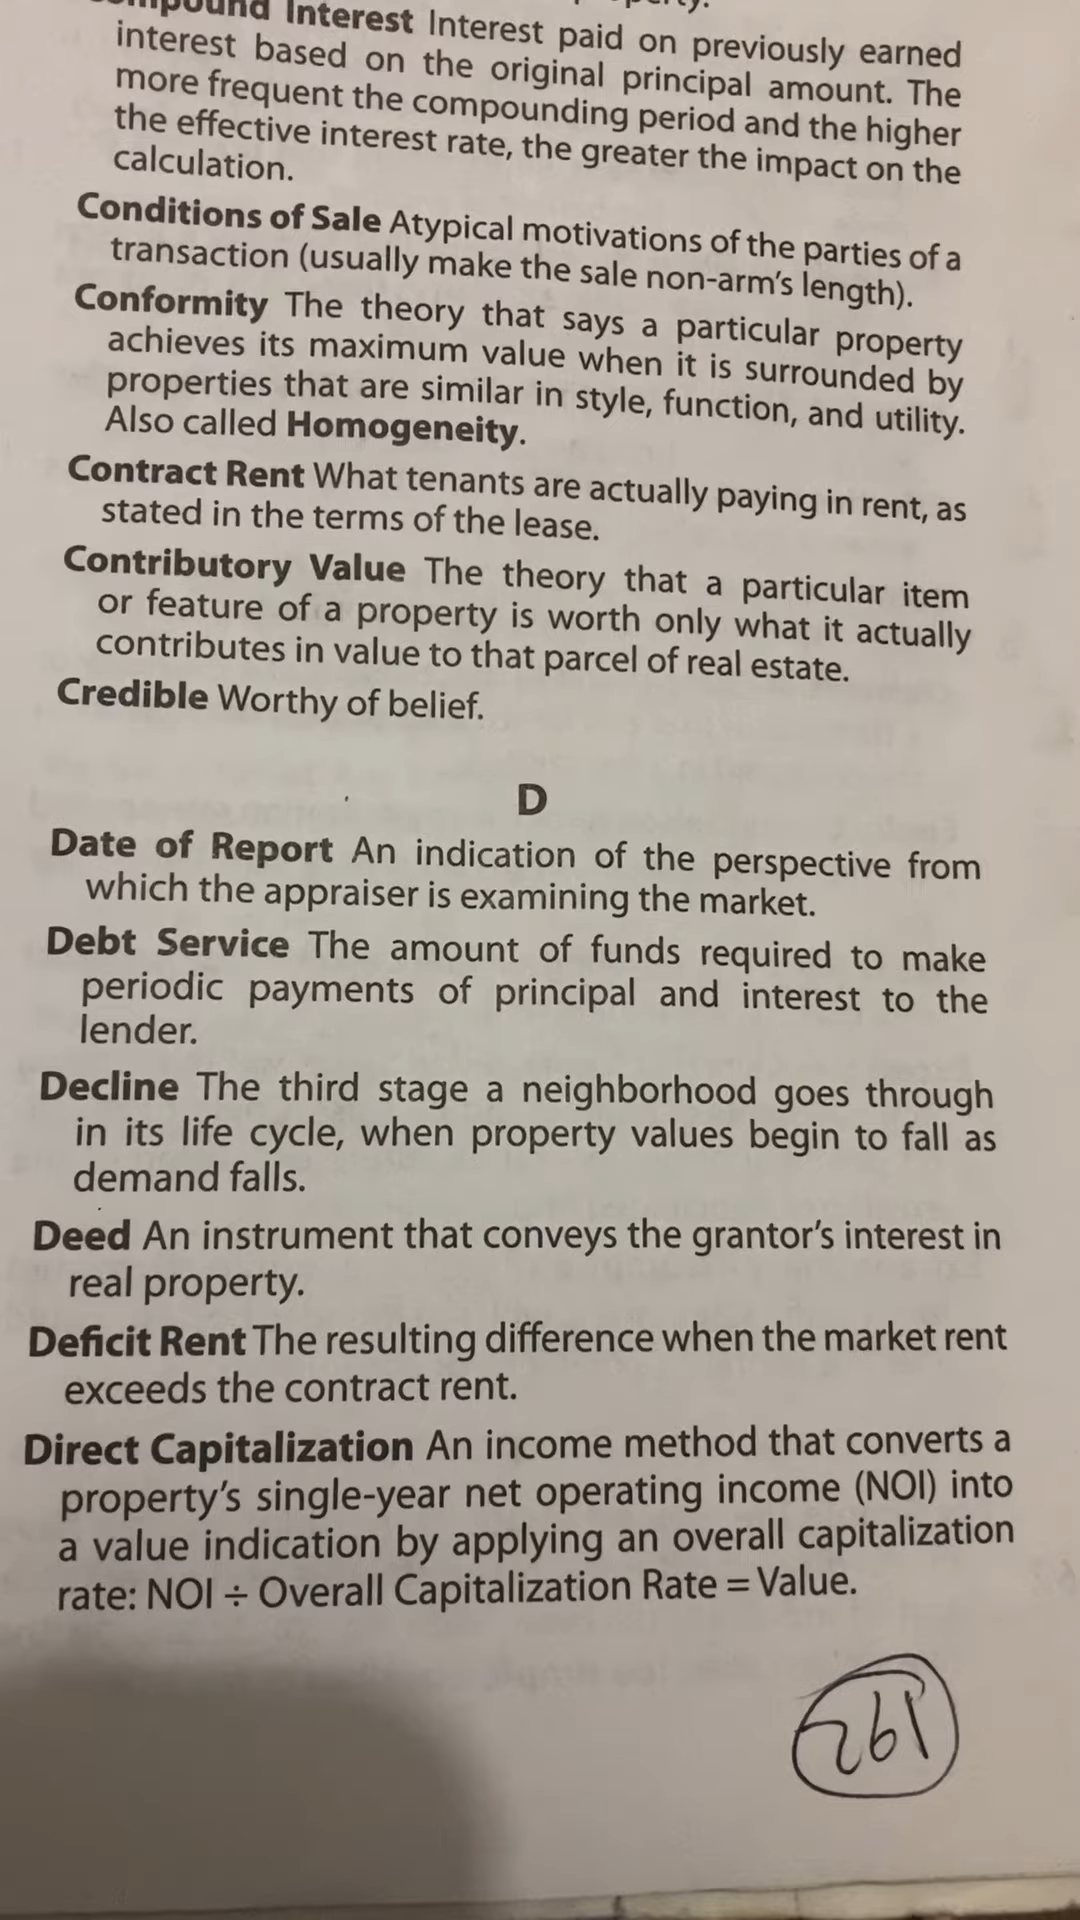 Interest Interest paid on previously earned
interest based on the original principal amount. The
more frequent the compounding period and the higher
the effective interest rate, the greater the impact on the
calculation.
Conditions of Sale Atypical motivations of the parties of a
transaction (usually make the sale non-arm's length).
Conformity The theory that says a particular property
achieves its maximum value when it is surrounded by
properties that are similar in style, function, and utility.
Also called Homogeneity.
Contract Rent What tenants are actually paying in rent, as
stated in the terms of the lease.
Contributory Value The theory that a particular item
or feature of a property is worth only what it actually
contributes in value to that parcel of real estate.
Credible Worthy of belief.
D
Date of Report An indication of the perspective from
which the appraiser is examining the market.
Debt Service The amount of funds required to make
periodic payments of principal and interest to the
lender.
Decline The third stage a neighborhood goes through
in its life cycle, when property values begin to fall as
demand falls.
Deed An instrument that conveys the grantor's interest in
real property.
Deficit Rent The resulting difference when the market rent
exceeds the contract rent.
Direct Capitalization An income method that converts a
property's single-year net operating income (NOI) into
a value indication by applying an overall capitalization
rate: NOI ÷ Overall Capitalization Rate = Value.
261